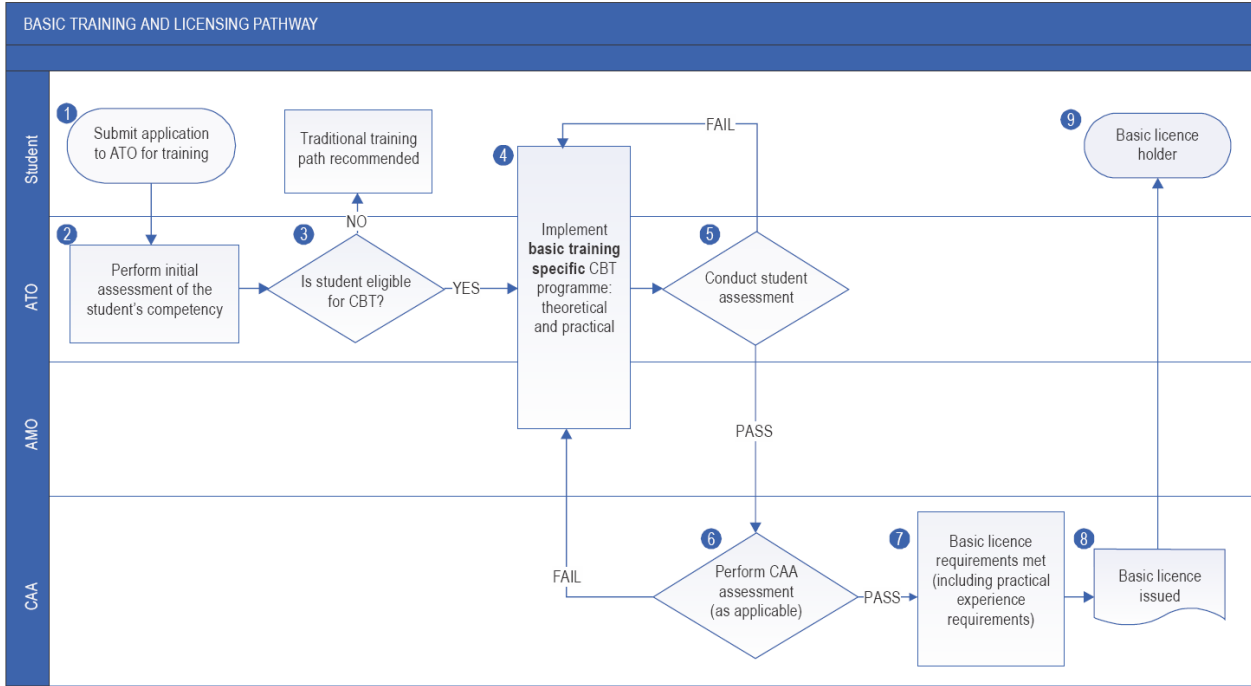 BASIC TRAINING AND LICENSING PATHWAY
Student
1
Submit application
to ATO for training
Traditional training
path recommended
NO
4
FAIL
9
Basic licence
holder
ATO
2
Perform initial
assessment of the
student's competency
3
Is student eligible
for CBT?
YES
Implement
basic training
specific CBT
programme:
theoretical
and practical
5
Conduct student
assessment
AMO
PASS
CAA
FAIL
6
Perform CAA
assessment
(as applicable)
PASS
7
Basic licence
requirements met
(including practical
experience
requirements)
8
Basic licence
issued